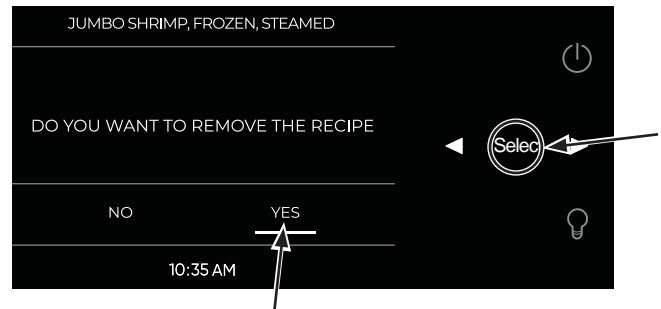 JUMBO SHRIMP, FROZEN, STEAMED
DO YOU WANT TO REMOVE THE RECIPE
Selec
NO YES
10:35 AM